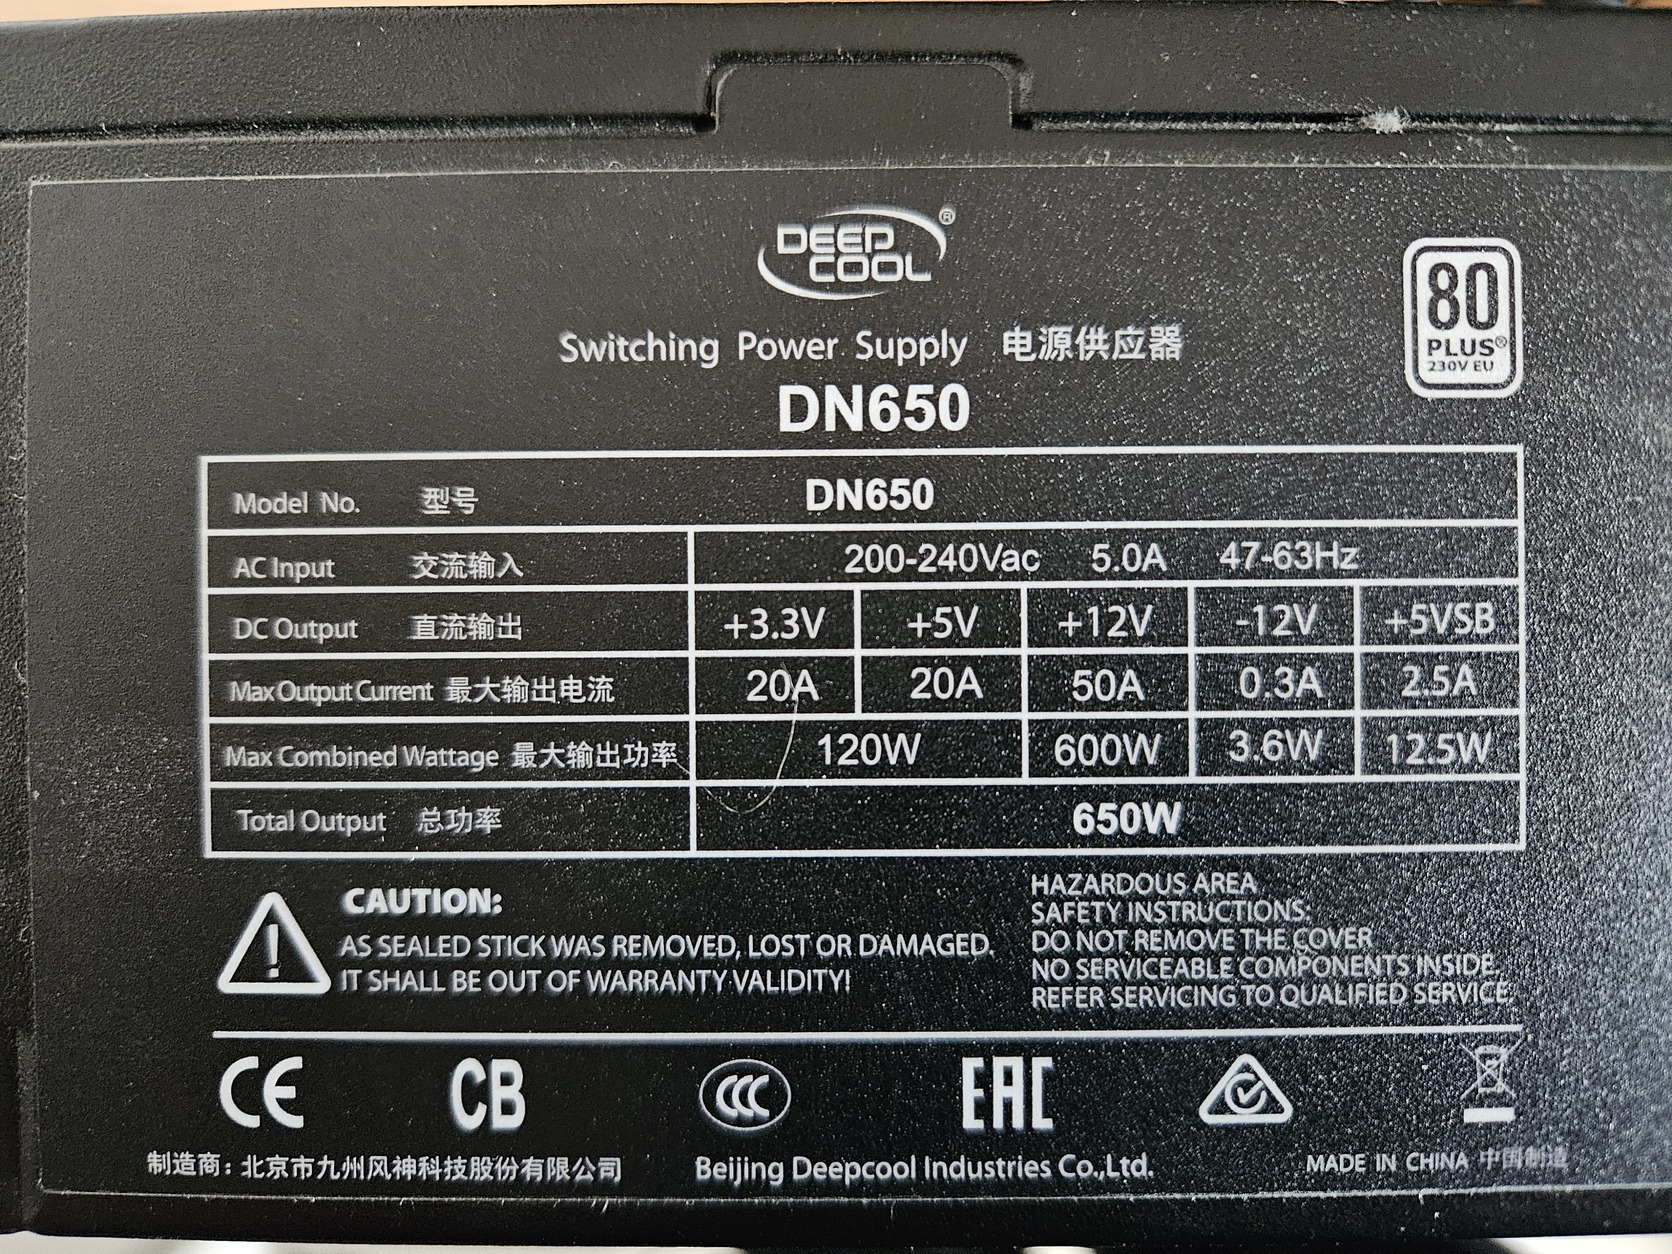 DEEP
COOL®
80
PLUS®
230V EU
Switching Power Supply 电源供应器
DN650
Model No. 型号 DN650
AC Input 交流输入 200-240Vac 5.0A 47-63Hz
DC Output 直流输出 +3.3V +5V +12V -12V +5VSB
Max Output Current 最大输出电流 20A 20A 50A 0.3A 2.5A
Max Combined Wattage 最大输出功率 120W 600W 3.6W 12.5W
Total Output 总功率 650W
CAUTION:
AS SEALED STICK WAS REMOVED, LOST OR DAMAGED.
IT SHALL BE OUT OF WARRANTY VALIDITY!
HAZARDOUS AREA
SAFETY INSTRUCTIONS:
DO NOT REMOVE THE COVER
NO SERVICEABLE COMPONENTS INSIDE.
REFER SERVICING TO QUALIFIED SERVICE.
CE CB CCC EAC
制造商: 北京市九州风神科技股份有限公司 Beijing Deepcool Industries Co.,Ltd. MADE IN CHINA 中国制造